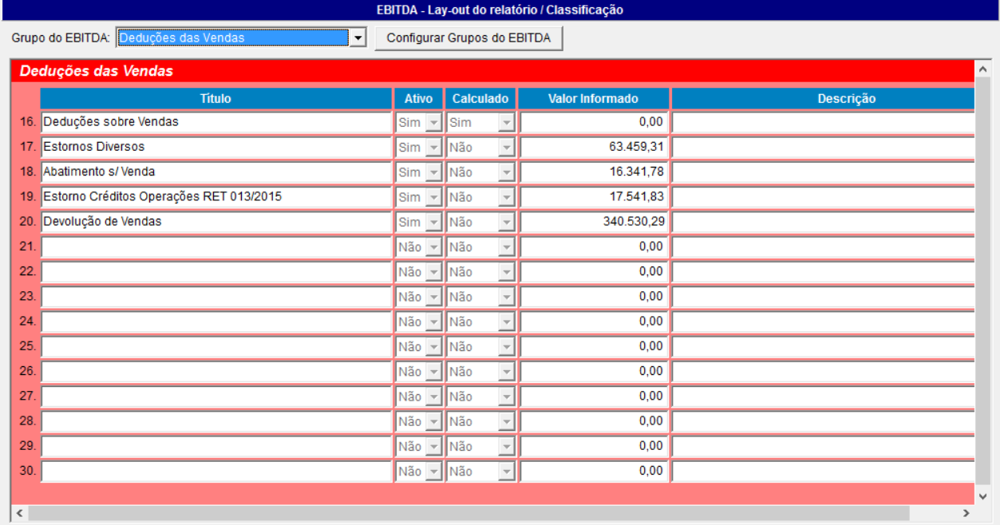 EBITDA - Lay-out do relatório / Classificação
Grupo do EBITDA: Deduções das Vendas Configurar Grupos do EBITDA
Deduções das Vendas
Título Ativo Calculado Valor Informado Descrição
16. Deduções sobre Vendas Sim Sim 0,00
17. Estornos Diversos Sim Não 63.459,31
18. Abatimento s/ Venda Sim Não 16.341,78
19. Estorno Créditos Operações RET 013/2015 Sim Não 17.541,83
20. Devolução de Vendas Sim Não 340.530,29
21. Não Não 0,00
22. Não Não 0,00
23. Não Não 0,00
24. Não Não 0,00
25. Não Não 0,00
26. Não Não 0,00
27. Não Não 0,00
28. Não Não 0,00
29. Não Não 0,00
30. Não Não 0,00